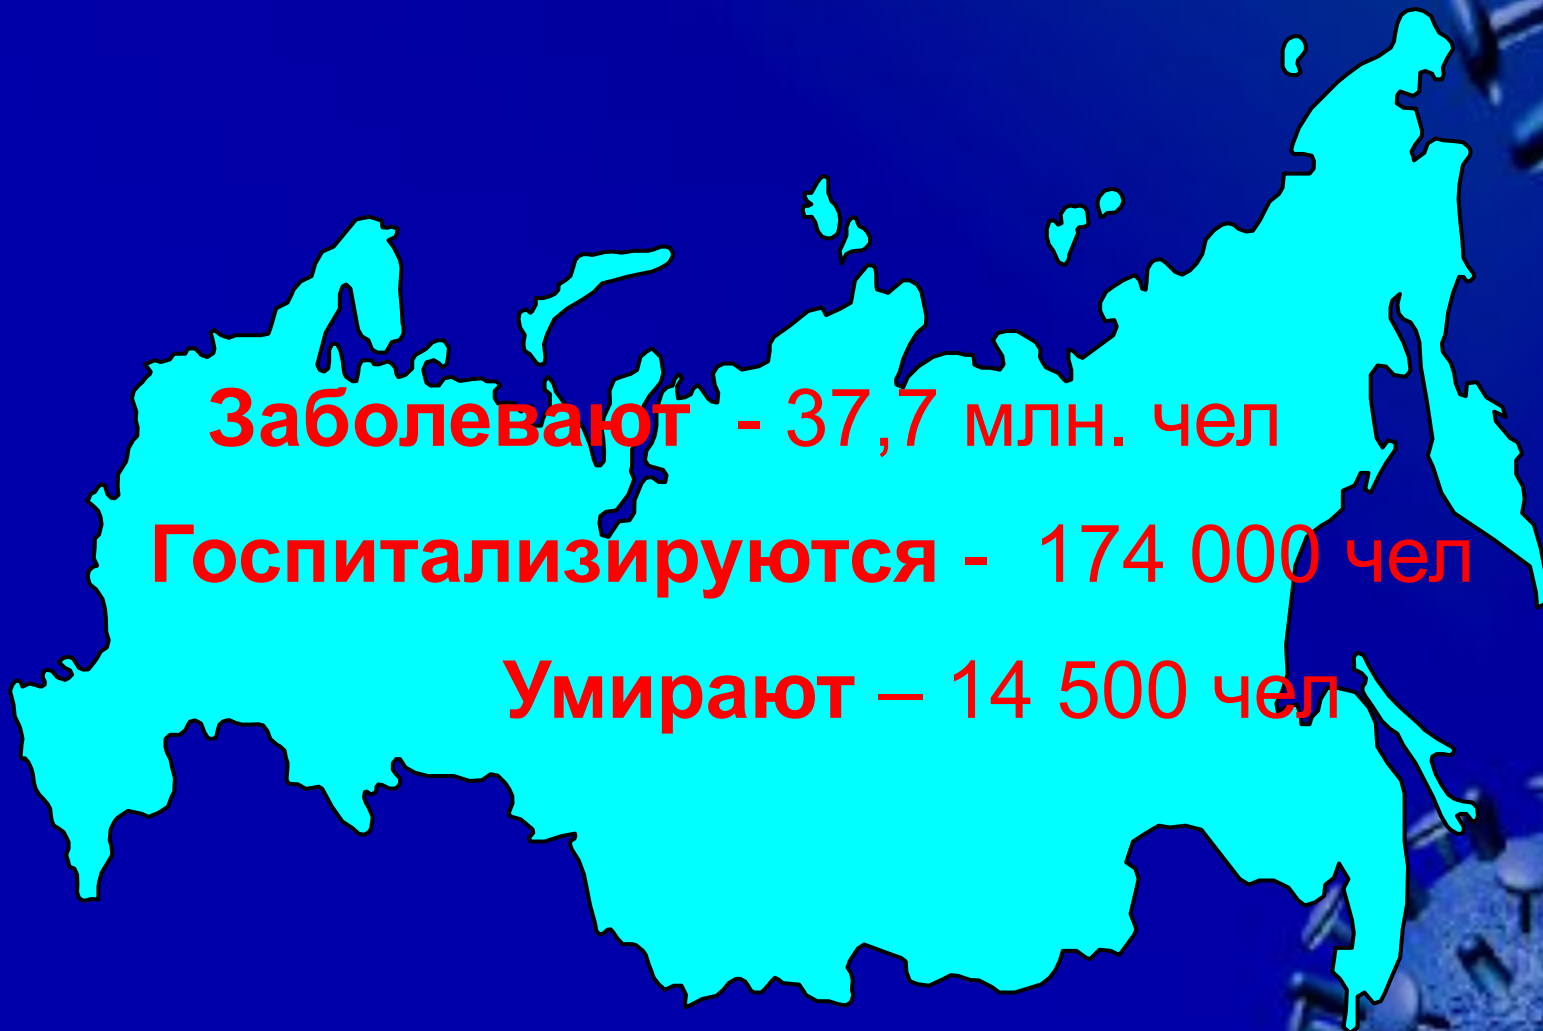 Заболевают - 37,7 млн. чел
Госпитализируются - 174 000 чел
Умирают – 14 500 чел